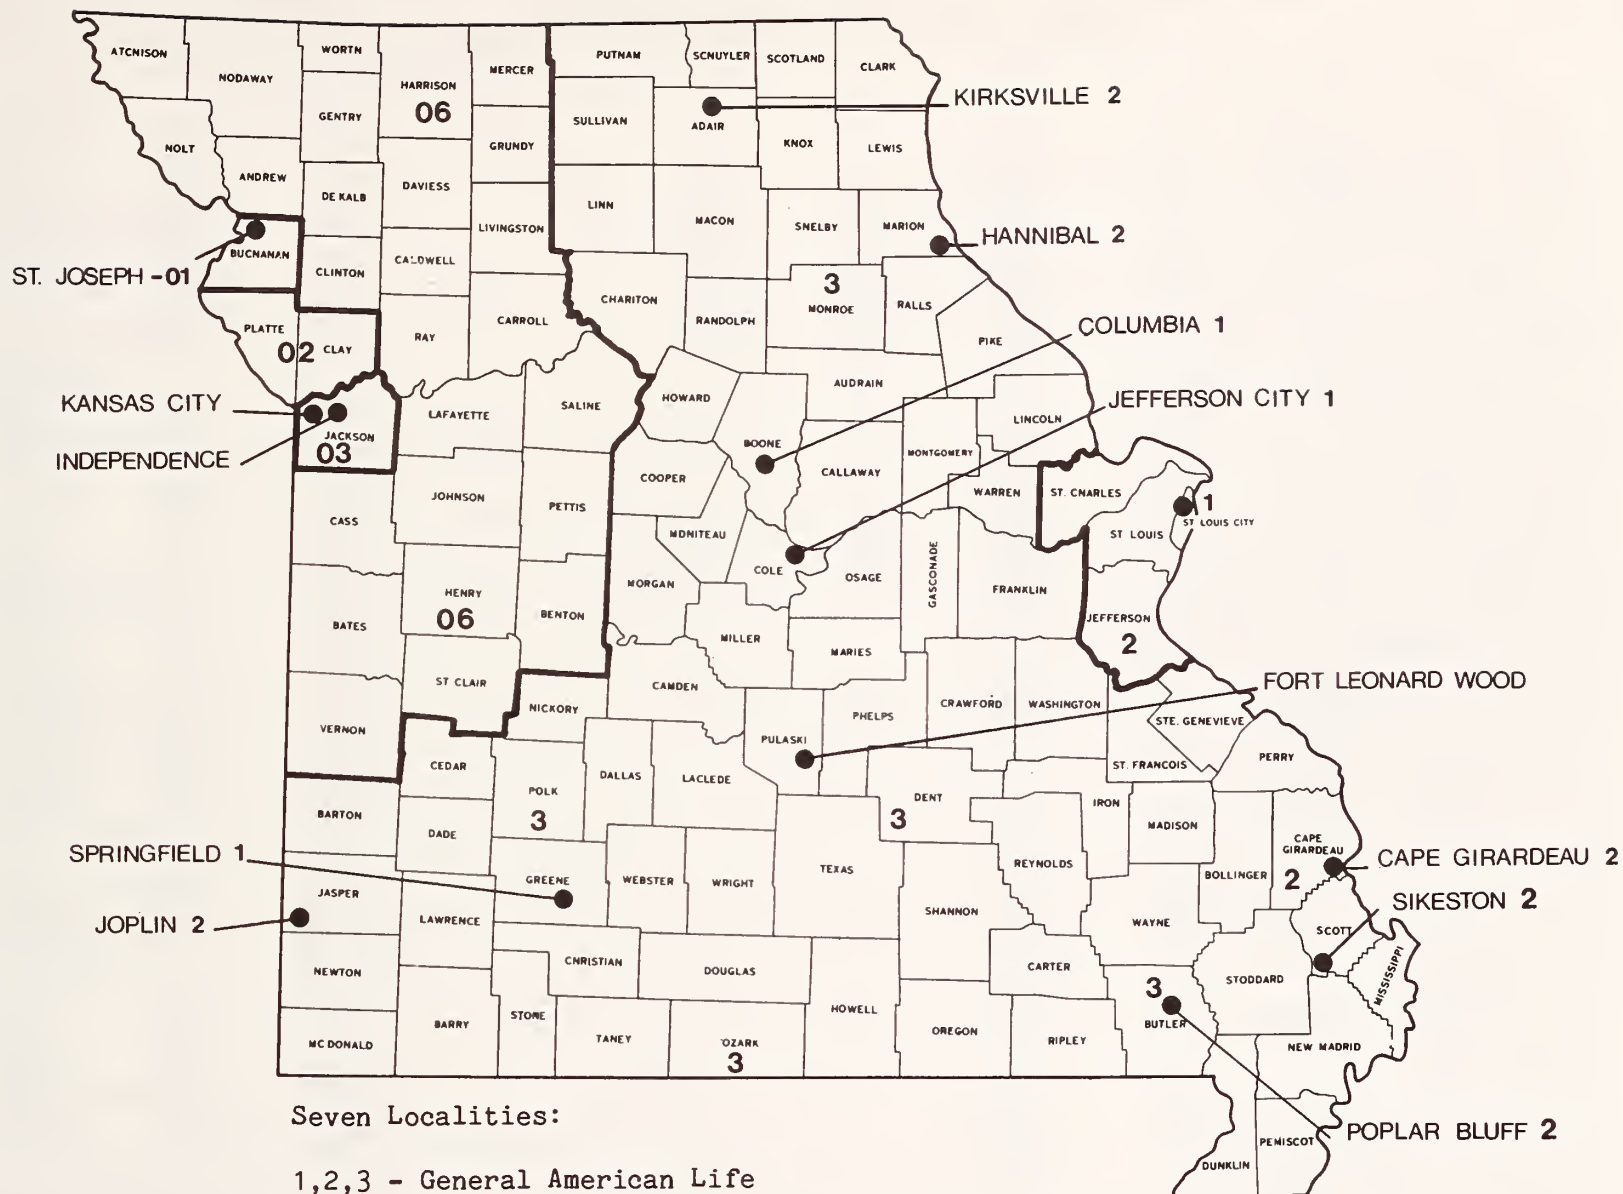 ATCHISON
NODAWAY
WORTH
HARRISON
06
MERCER
PUTNAM
SCHUYLER
SCOTLAND
CLARK
GENTRY
NOLT
ANDREW
DE KALB
DAVIESS
GRUNDY
SULLIVAN
ADAIR
KNOX
LEWIS
KIRKSVILLE 2
LIVINGSTON
LINN
MACON
SHELBY
MARION
HANNIBAL 2
BUCHANAN
ST. JOSEPH -01
CLINTON
CALDWELL
CARROLL
CHARITON
RANDOLPH
3
MONROE
RALLS
PIKE
COLUMBIA 1
PLATTE
02
CLAY
RAY
AUDRAIN
JEFFERSON CITY 1
KANSAS CITY
INDEPENDENCE
JACKSON
03
LAFAYETTE
SALINE
HOWARD
BOONE
CALLAWAY
MONTGOMERY
LINCOLN
WARREN
ST. CHARLES
1
ST LOUIS CITY
ST LOUIS
CASS
JOHNSON
PETTIS
COOPER
MDNITEAU
MORGAN
COLE
OSAGE
GASCONADE
FRANKLIN
JEFFERSON
2
BATES
HENRY
06
BENTON
MILLER
MARIES
ST CLAIR
NICKORY
CAMDEN
PULASKI
PHELPS
CRAWFORD
WASHINGTON
STE. GENEVIEVE
ST. FRANCOIS
PERRY
FORT LEONARD WOOD
VERNON
CEDAR
POLK
3
DALLAS
LACLEDE
DENT
3
IRON
MADISON
CAPE
GIRARDEAU
2
CAPE GIRARDEAU 2
BARTON
DADE
SPRINGFIELD 1
GREENE
WEBSTER
WRIGHT
TEXAS
REYNOLDS
BOLLINGER
SIKESTON 2
JASPER
JOPLIN 2
LAWRENCE
SHANNON
WAYNE
SCOTT
MISSISSIPPI
NEWTON
CNRISTIAN
DOUGLAS
CARTER
STODDARD
MC DONALD
BARRY
STONE
TANEY
OZARK
3
HOWELL
OREGON
RIPLEY
3
BUTLER
NEW MADRID
POPLAR BLUFF 2
PEMISCOT
DUNKLIN
Seven Localities:
1,2,3 - General American Life